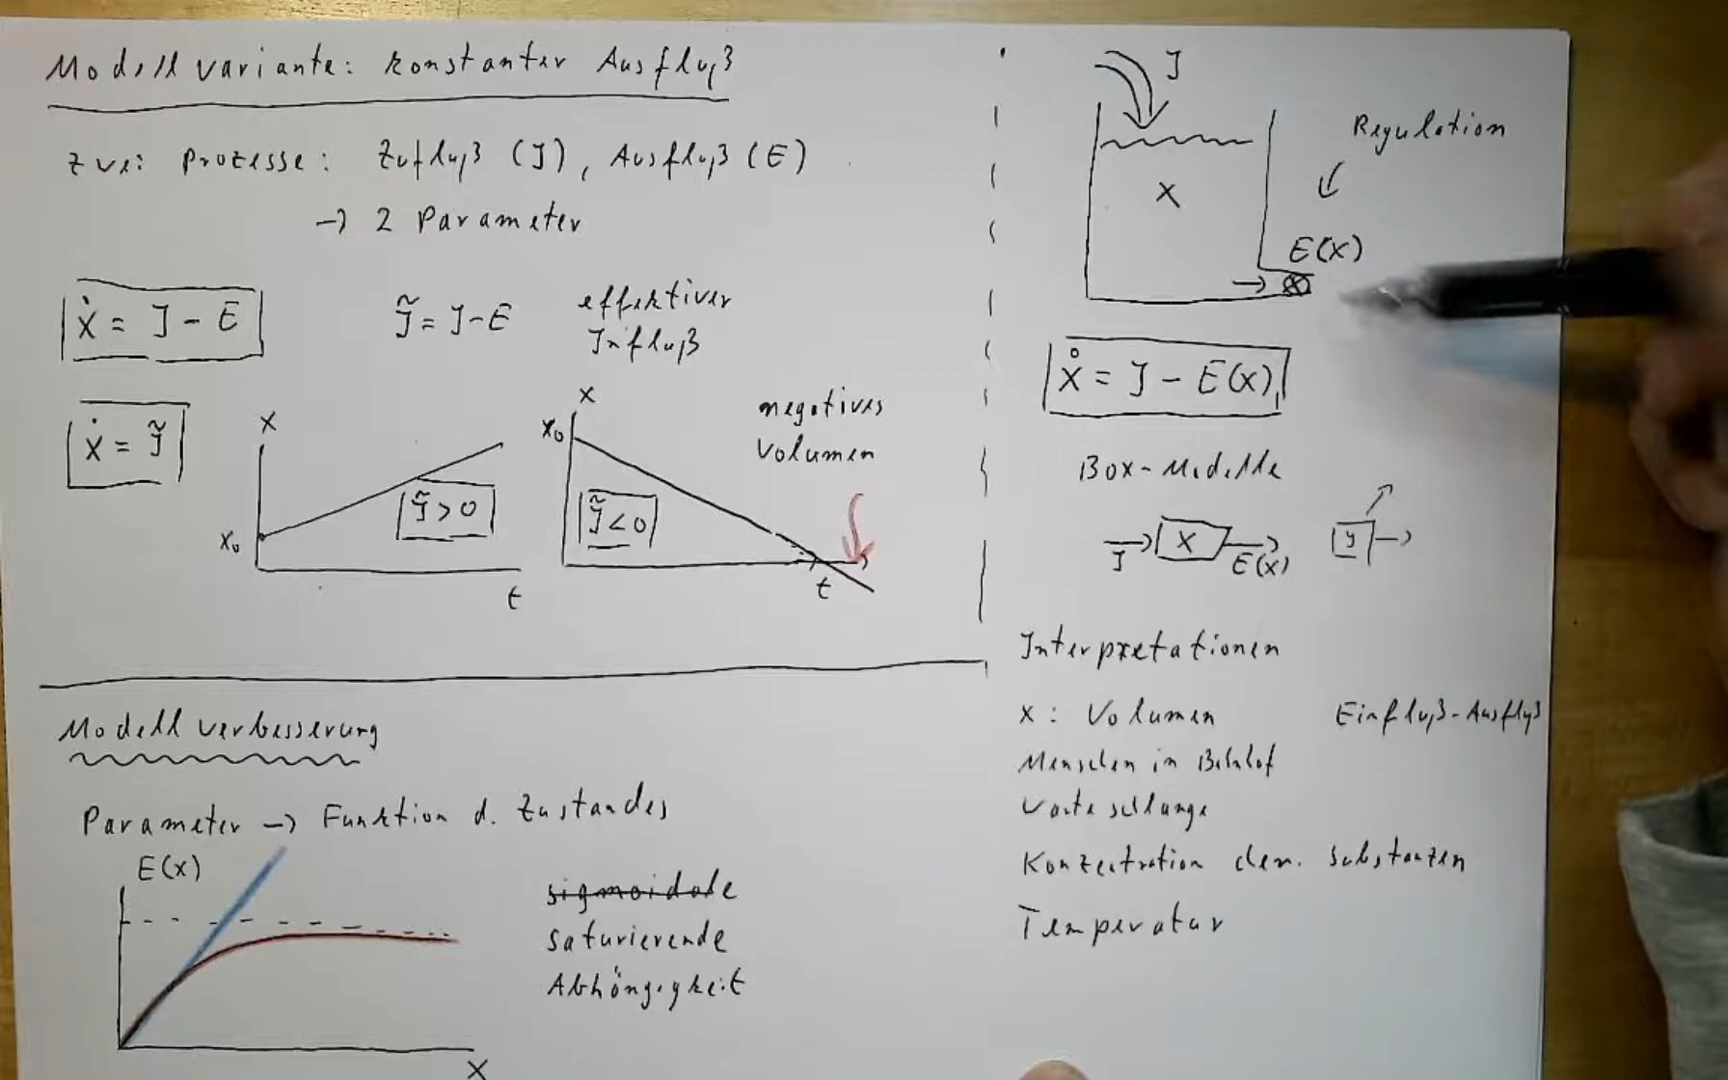 Modellvariante: konstanter Ausfluß
Zwei Prozesse: Zufluß (J), Ausfluß (E)
→ 2 Parameter
ẋ = J - E
J̃ = J - E
effektiver
Influß
ẋ = J̃
x
x₀
J̃ > 0
t
x
x₀
J̃ < 0
t
negatives
Volumen
Modellverbesserung
Parameter → Funktion d. Zustandes
E(x)
x
sigmoidale
saturierende
Abhängigkeit
J
x
Regulation
E(x)
ẋ = J - E(x)
Box-Modelle
J
x
E(x)
y
Interpretationen
x: Volumen Einfluß-Ausfluß
Menschen in Bahnhof
Warteschlange
Konzentration chem. Substanzen
Temperatur